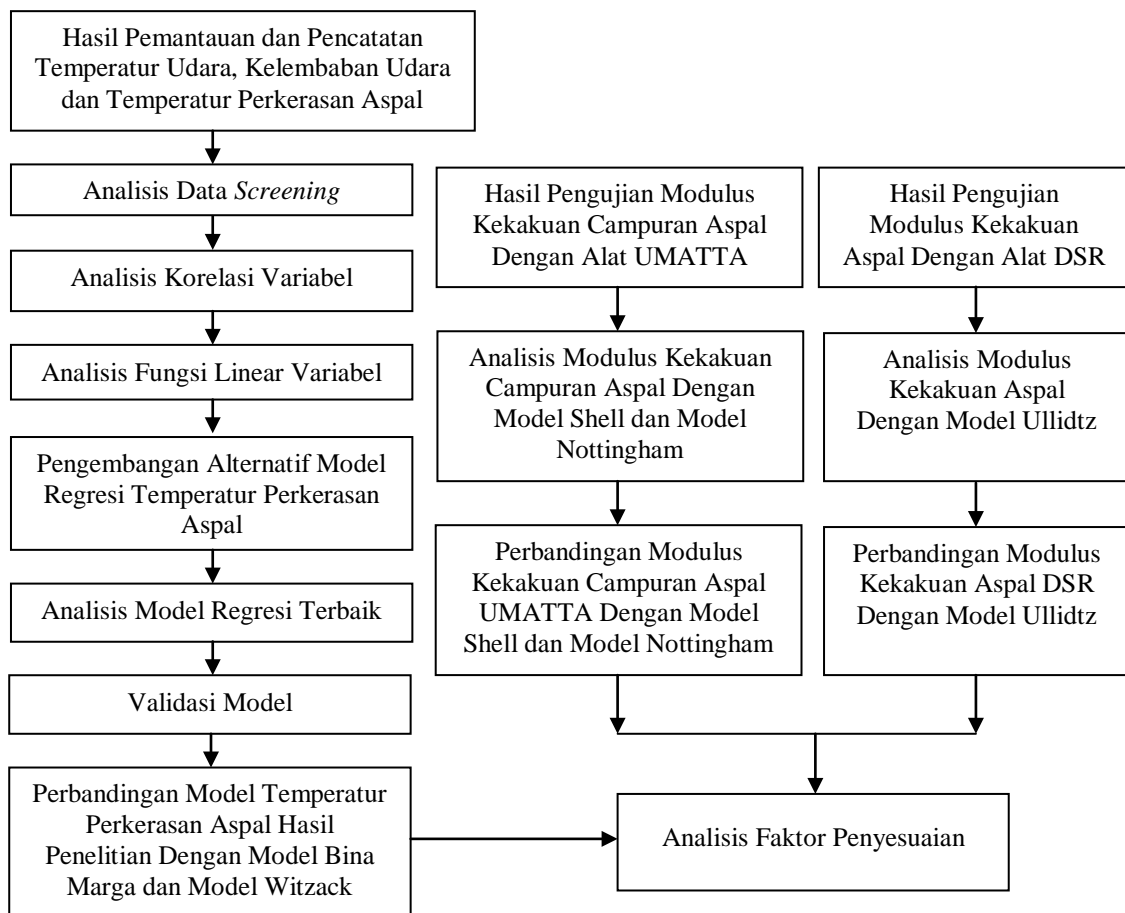 Hasil Pemantauan dan Pencatatan
Temperatur Udara, Kelembaban Udara
dan Temperatur Perkerasan Aspal
Analisis Data Screening
Analisis Korelasi Variabel
Analisis Fungsi Linear Variabel
Pengembangan Alternatif Model
Regresi Temperatur Perkerasan
Aspal
Analisis Model Regresi Terbaik
Validasi Model
Perbandingan Model Temperatur
Perkerasan Aspal Hasil
Penelitian Dengan Model Bina
Marga dan Model Witzack
Hasil Pengujian Modulus
Kekakuan Campuran Aspal
Dengan Alat UMATTA
Analisis Modulus Kekakuan
Campuran Aspal Dengan
Model Shell dan Model
Nottingham
Perbandingan Modulus
Kekakuan Campuran Aspal
UMATTA Dengan Model
Shell dan Model Nottingham
Hasil Pengujian
Modulus Kekakuan
Aspal Dengan Alat DSR
Analisis Modulus
Kekakuan Aspal
Dengan Model Ullidtz
Perbandingan Modulus
Kekakuan Aspal DSR
Dengan Model Ullidtz
Analisis Faktor Penyesuaian